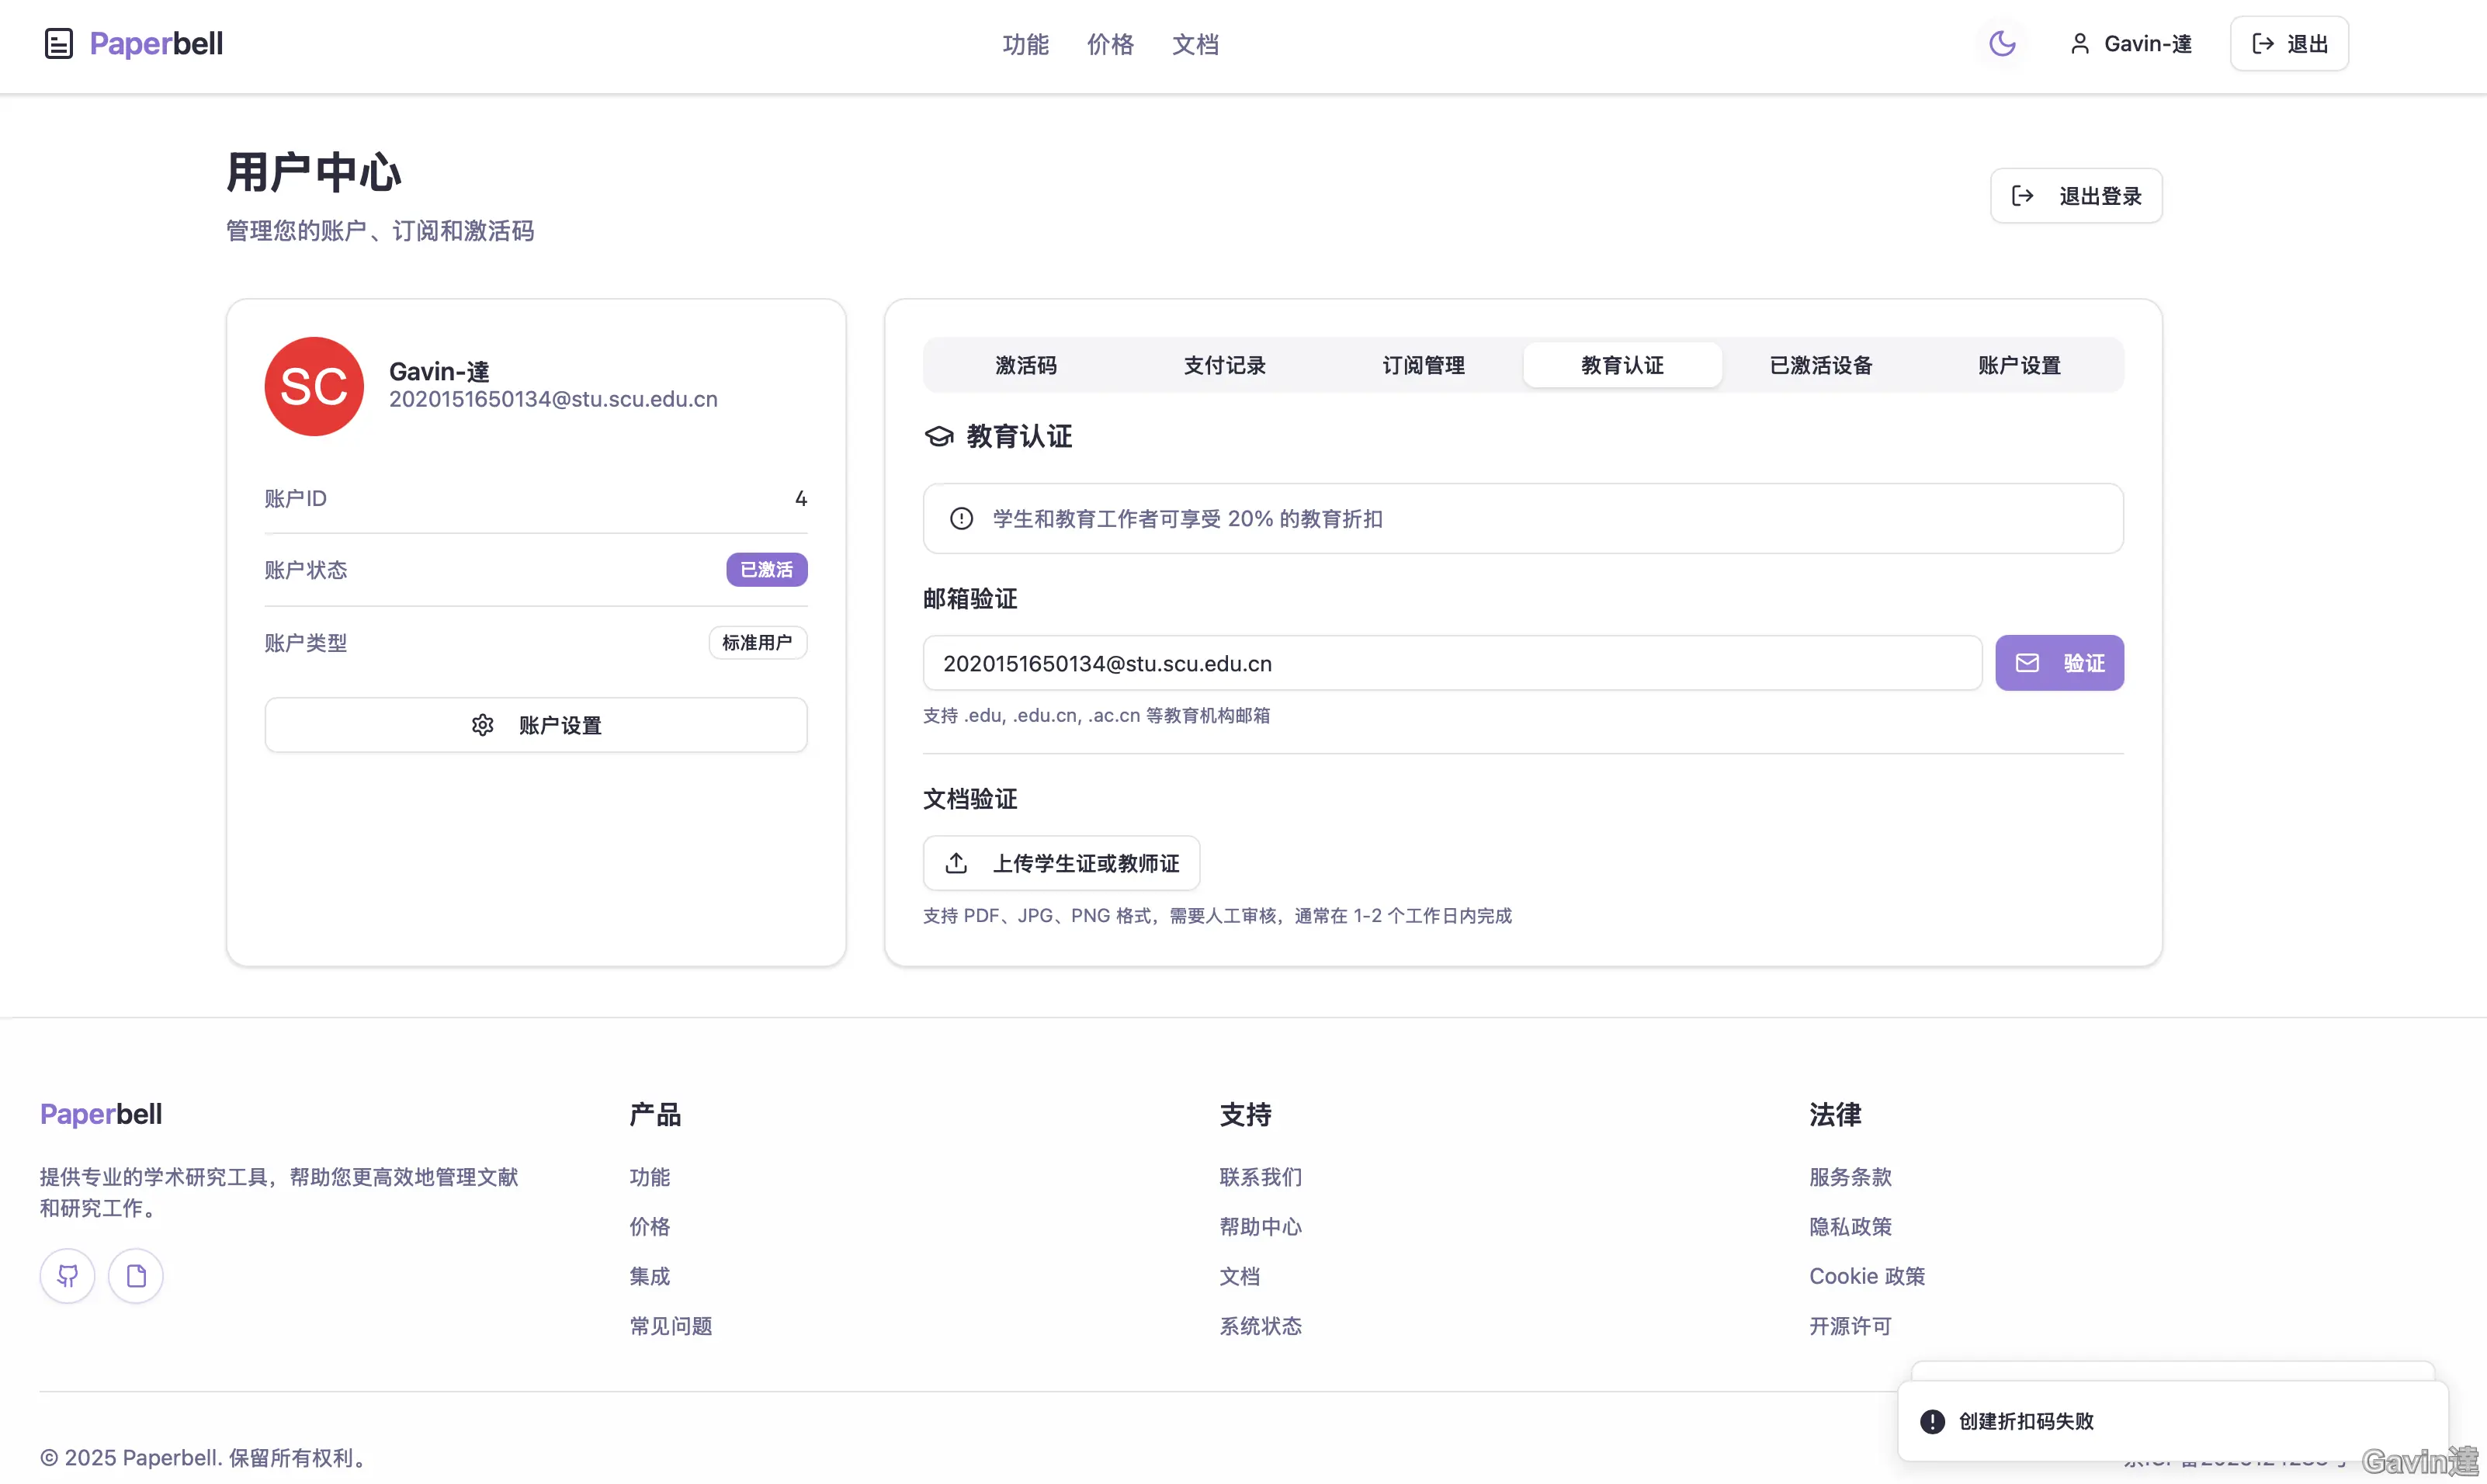 Paperbell
功能 价格 文档
Gavin-達
退出
用户中心
管理您的账户、订阅和激活码
退出登录
SC
Gavin-達
2020151650134@stu.scu.edu.cn
账户ID 4
账户状态 已激活
账户类型 标准用户
账户设置
激活码 支付记录 订阅管理 教育认证 已激活设备 账户设置
教育认证
学生和教育工作者可享受 20% 的教育折扣
邮箱验证
2020151650134@stu.scu.edu.cn
验证
支持 .edu, .edu.cn, .ac.cn 等教育机构邮箱
文档验证
上传学生证或教师证
支持 PDF、JPG、PNG 格式，需要人工审核，通常在 1-2 个工作日内完成
Paperbell
提供专业的学术研究工具，帮助您更高效地管理文献
和研究工作。
产品
功能
价格
集成
常见问题
支持
联系我们
帮助中心
文档
系统状态
法律
服务条款
隐私政策
Cookie 政策
开源许可
创建折扣码失败
© 2025 Paperbell. 保留所有权利。
Gavin達